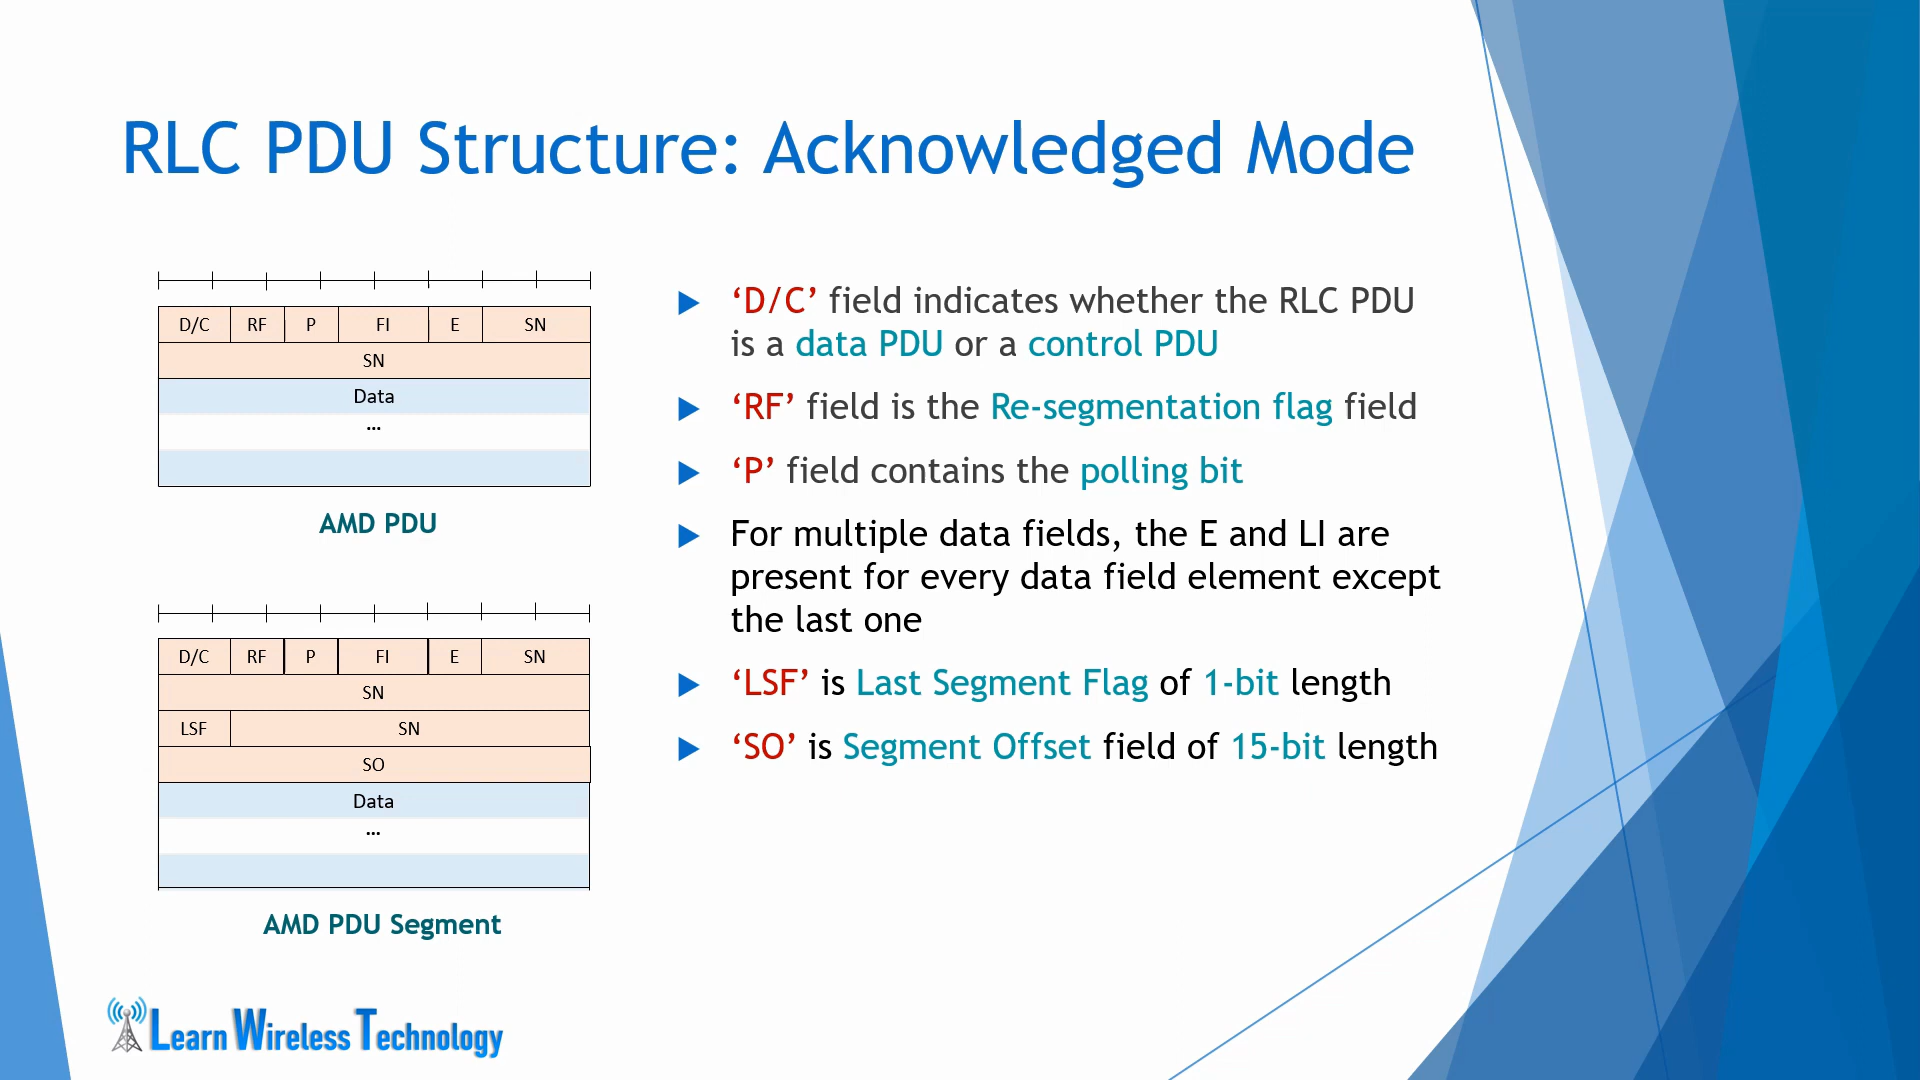 RLC PDU Structure: Acknowledged Mode
D/C RF P FI E SN
SN
Data
...
AMD PDU
D/C RF P FI E SN
SN
LSF SN
SO
Data
...
AMD PDU Segment
‘D/C’ field indicates whether the RLC PDU
is a data PDU or a control PDU
‘RF’ field is the Re-segmentation flag field
‘P’ field contains the polling bit
For multiple data fields, the E and LI are
present for every data field element except
the last one
‘LSF’ is Last Segment Flag of 1-bit length
‘SO’ is Segment Offset field of 15-bit length
Learn Wireless Technology